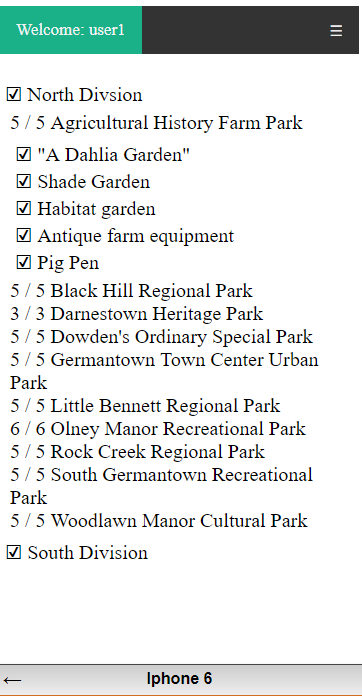 Welcome: user1 ☰
☑ North Divsion
5 / 5 Agricultural History Farm Park
☑ "A Dahlia Garden"
☑ Shade Garden
☑ Habitat garden
☑ Antique farm equipment
☑ Pig Pen
5 / 5 Black Hill Regional Park
3 / 3 Darnestown Heritage Park
5 / 5 Dowden's Ordinary Special Park
5 / 5 Germantown Town Center Urban
Park
5 / 5 Little Bennett Regional Park
6 / 6 Olney Manor Recreational Park
5 / 5 Rock Creek Regional Park
5 / 5 South Germantown Recreational
Park
5 / 5 Woodlawn Manor Cultural Park
☑ South Division
← Iphone 6